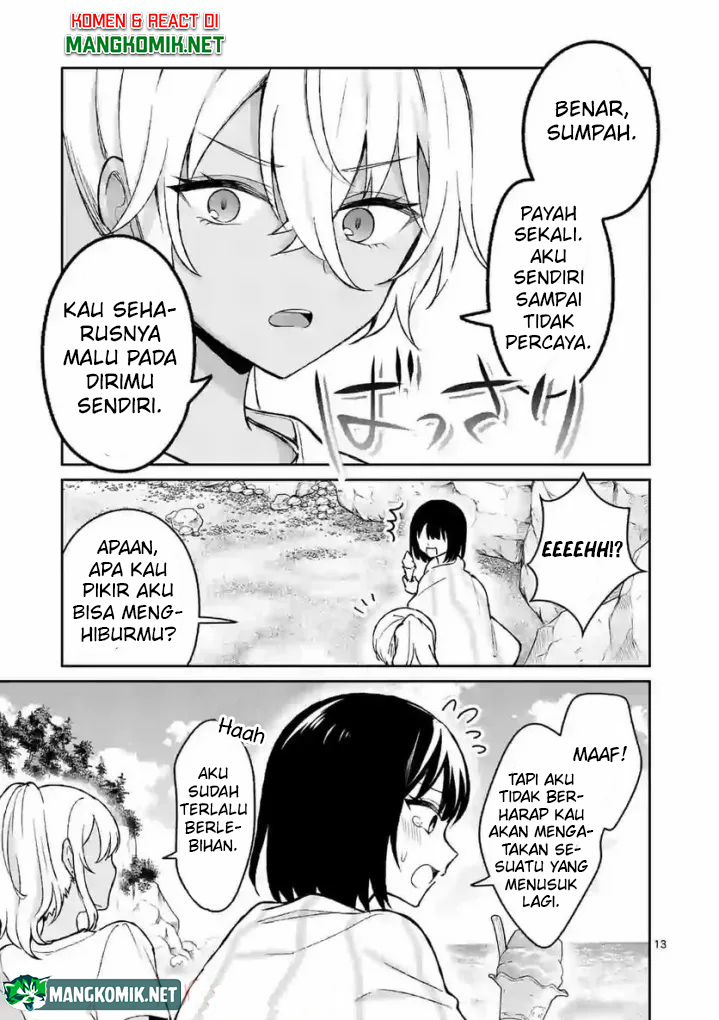 KOMEN & REACT DI
MANGKOMIK.NET
BENAR,
SUMPAH.
PAYAH
SEKALI.
AKU
SENDIRI
SAMPAI
TIDAK
PERCAYA.
KAU SEHA-
RUSNYA
MALU PADA
DIRIMU
SENDIRI.
ばっさり
EEEEHH!?
APAAN,
APA KAU
PIKIR AKU
BISA MENG-
HIBURMU?
MAAF!
TAPI AKU
TIDAK BER-
HARAP KAU
AKAN MENGA-
TAKAN SE-
SUATU YANG
MENUSUK
LAGI.
Haah
AKU
SUDAH
TERLALU
BERLE-
BIHAN.
13
MANGKOMIK.NET